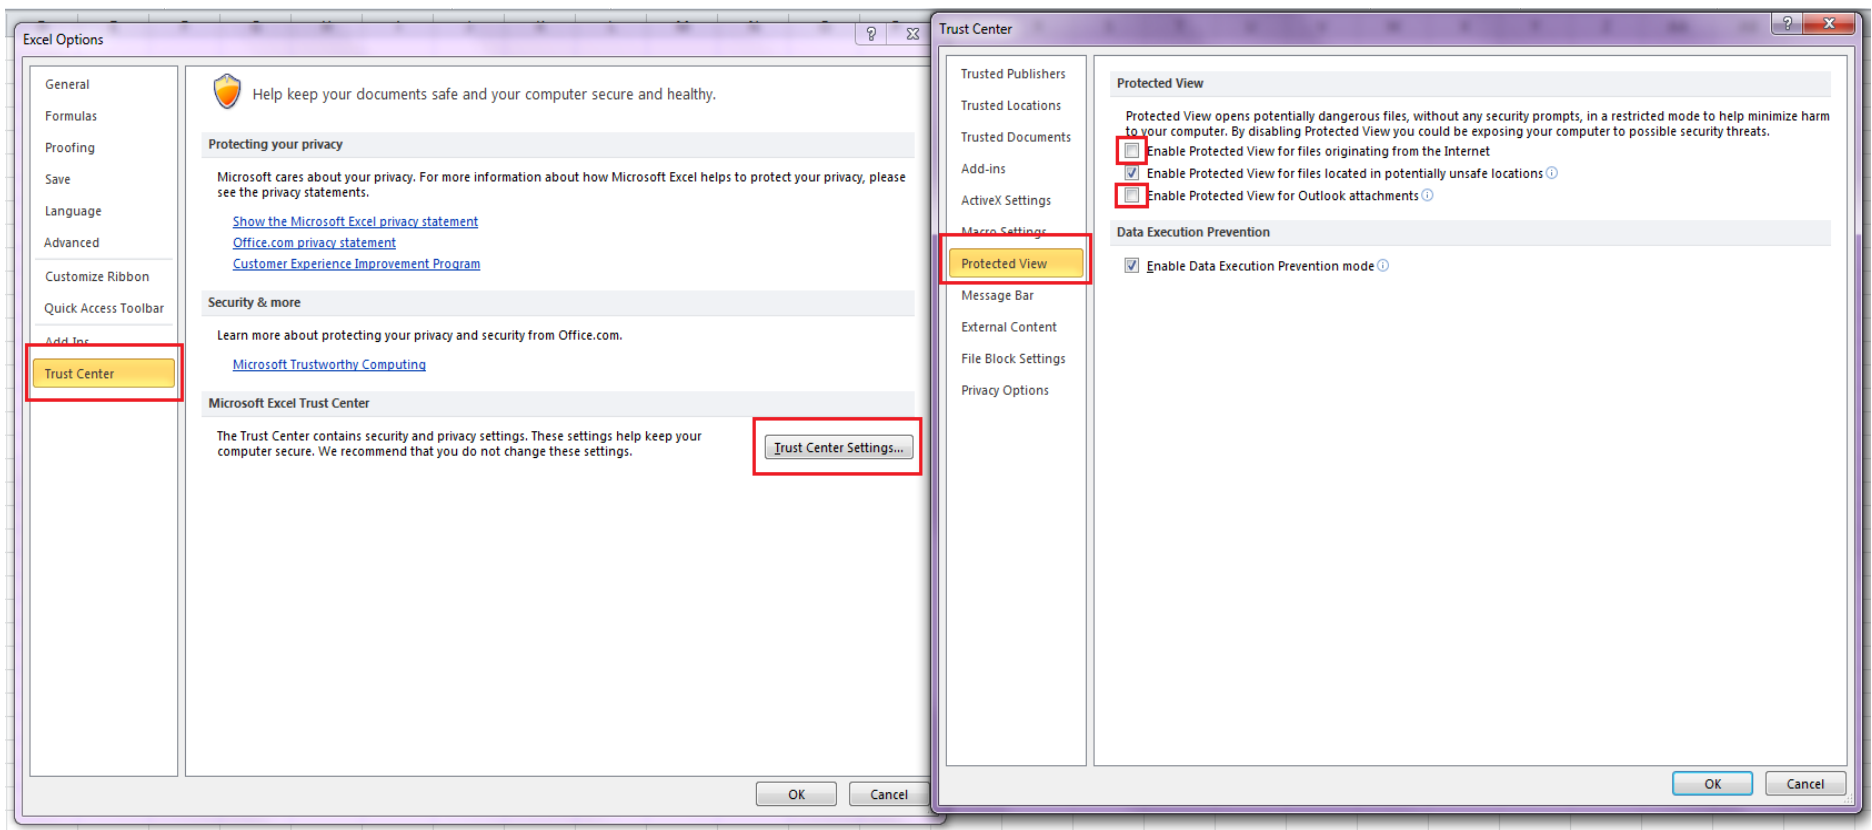 Excel Options
General
Formulas
Proofing
Save
Language
Advanced
Customize Ribbon
Quick Access Toolbar
Add-Ins
Trust Center
Help keep your documents safe and your computer secure and healthy.
Protecting your privacy
Microsoft cares about your privacy. For more information about how Microsoft Excel helps to protect your privacy, please
see the privacy statements.
Show the Microsoft Excel privacy statement
Office.com privacy statement
Customer Experience Improvement Program
Security & more
Learn more about protecting your privacy and security from Office.com.
Microsoft Trustworthy Computing
Microsoft Excel Trust Center
The Trust Center contains security and privacy settings. These settings help keep your
computer secure. We recommend that you do not change these settings.
Trust Center Settings...
OK
Cancel
Trust Center
Trusted Publishers
Trusted Locations
Trusted Documents
Add-ins
ActiveX Settings
Macro Settings
Protected View
Message Bar
External Content
File Block Settings
Privacy Options
Protected View
Protected View opens potentially dangerous files, without any security prompts, in a restricted mode to help minimize harm
to your computer. By disabling Protected View you could be exposing your computer to possible security threats.
Enable Protected View for files originating from the Internet
Enable Protected View for files located in potentially unsafe locations
Enable Protected View for Outlook attachments
Data Execution Prevention
Enable Data Execution Prevention mode
OK
Cancel